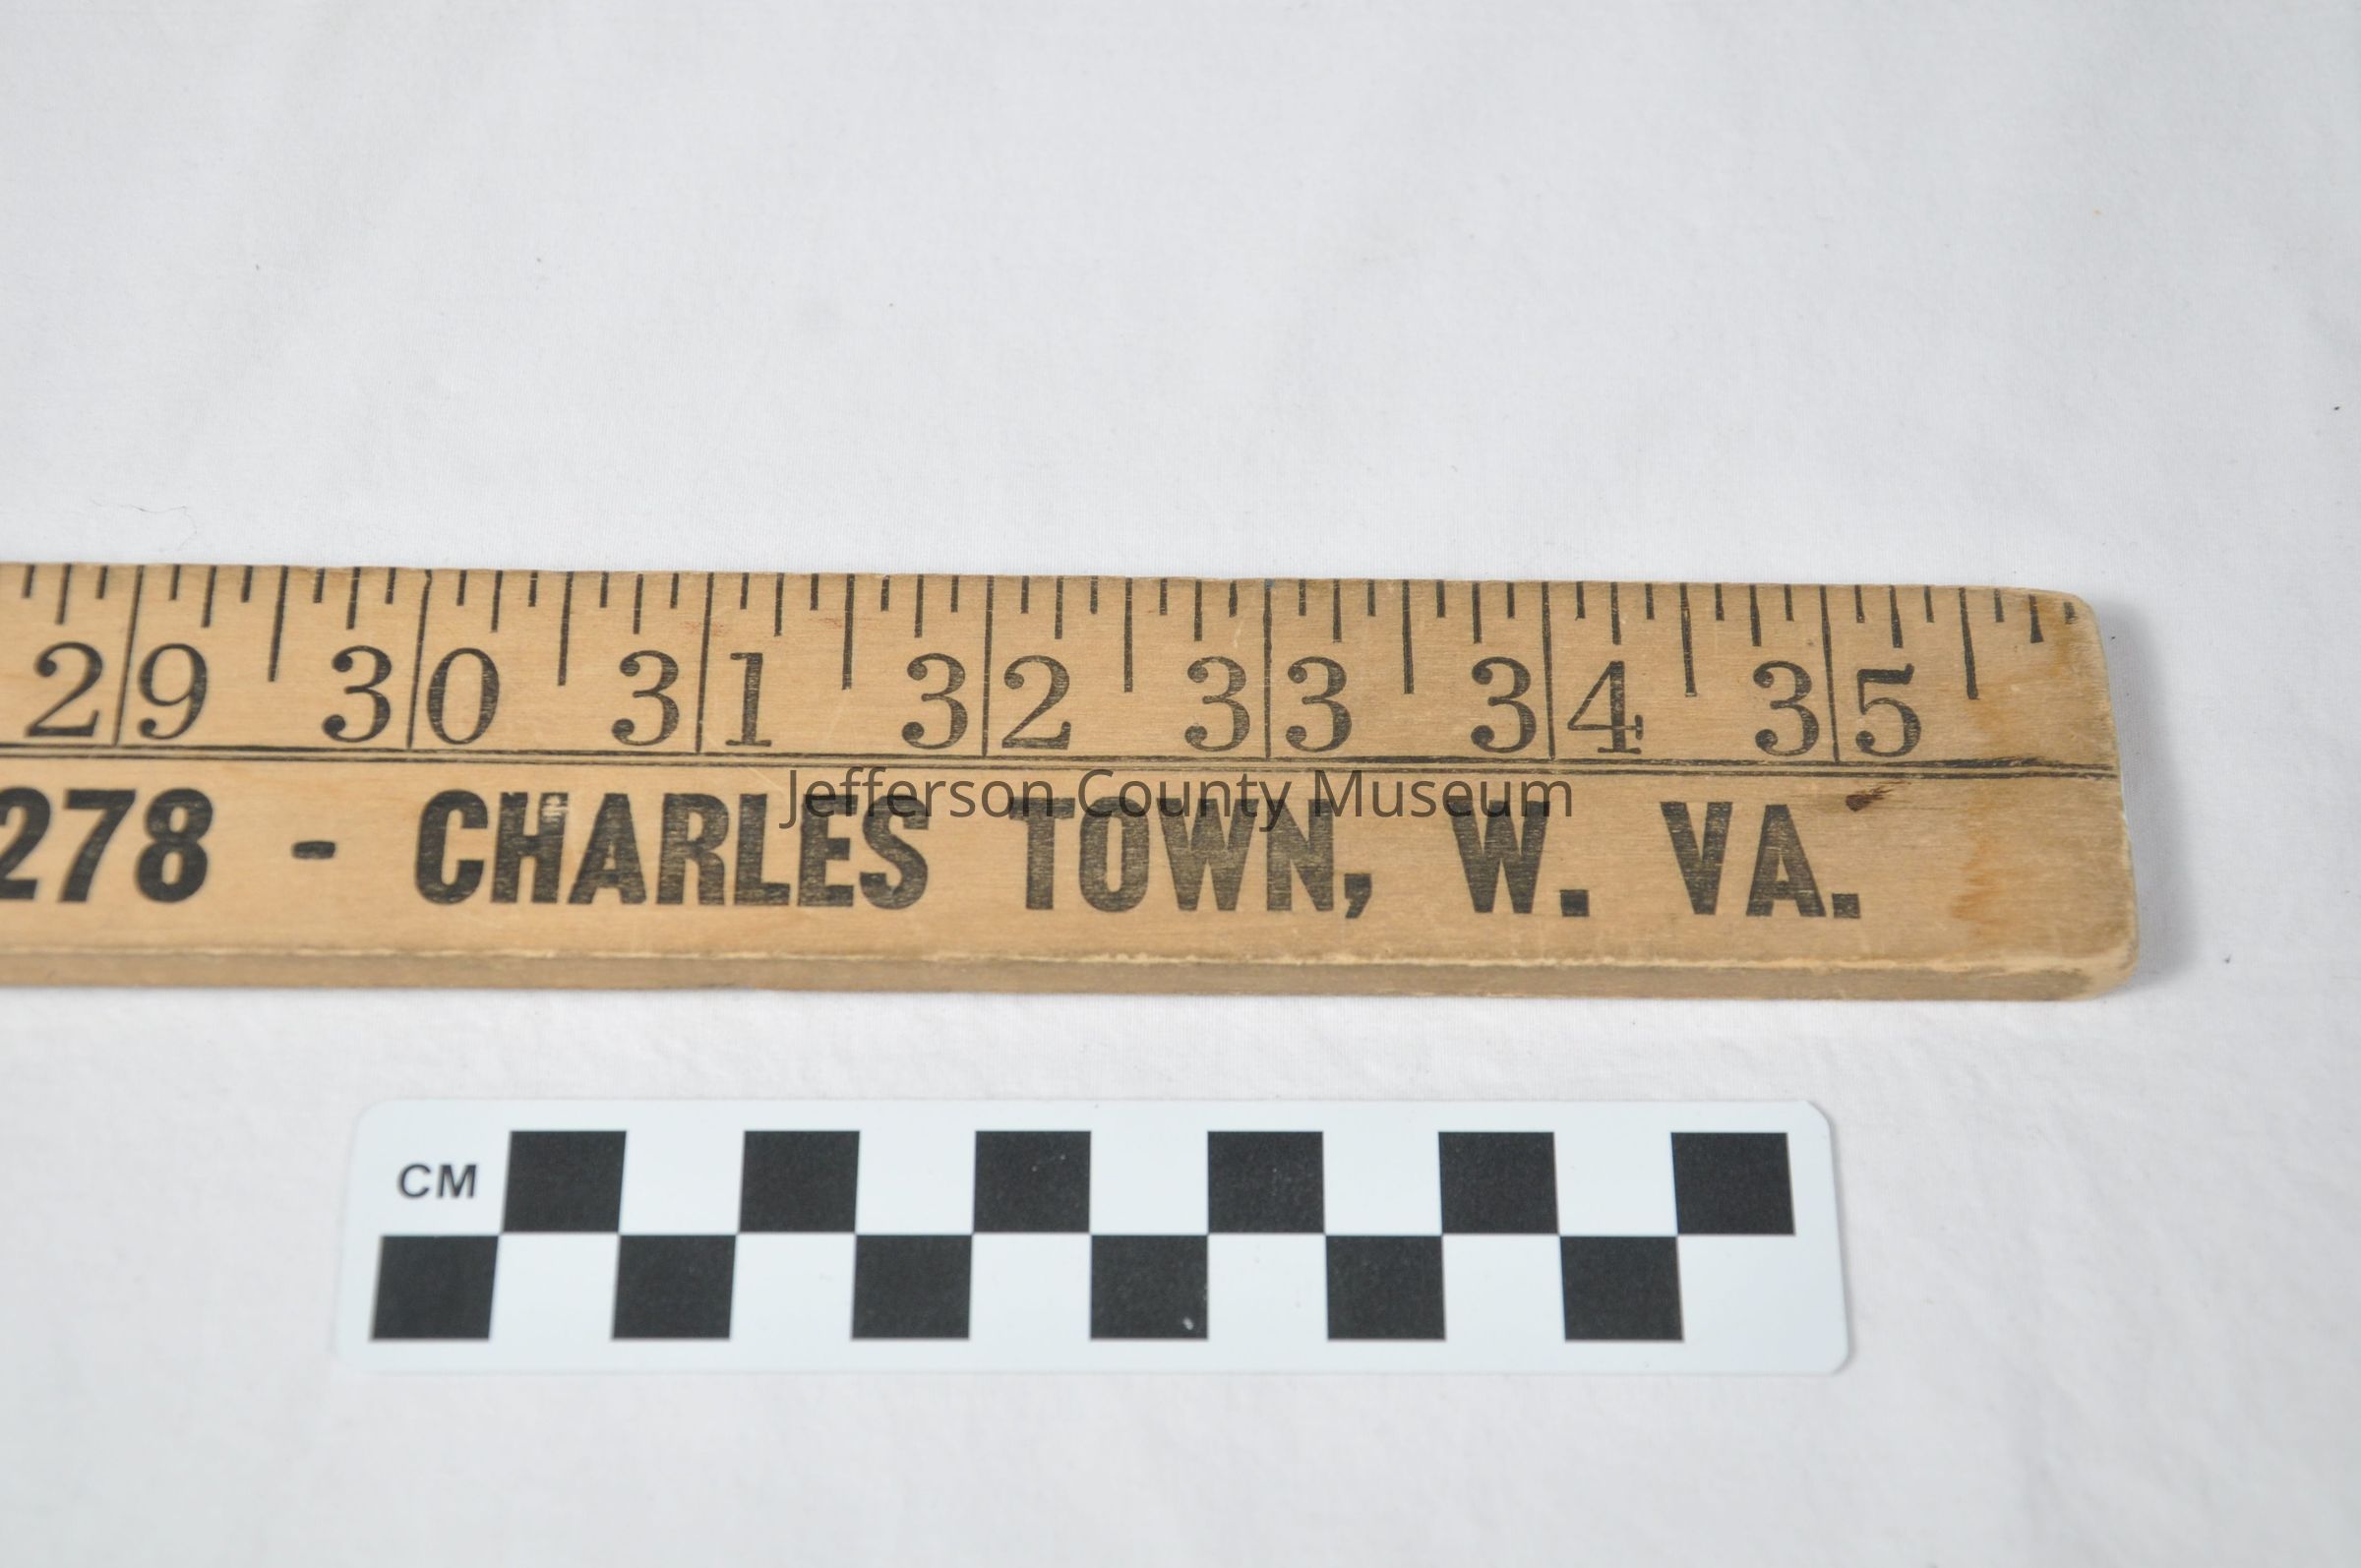 29 30 31 32 33 34 35
Jefferson County Museum
278 - CHARLES TOWN, W. VA.
CM